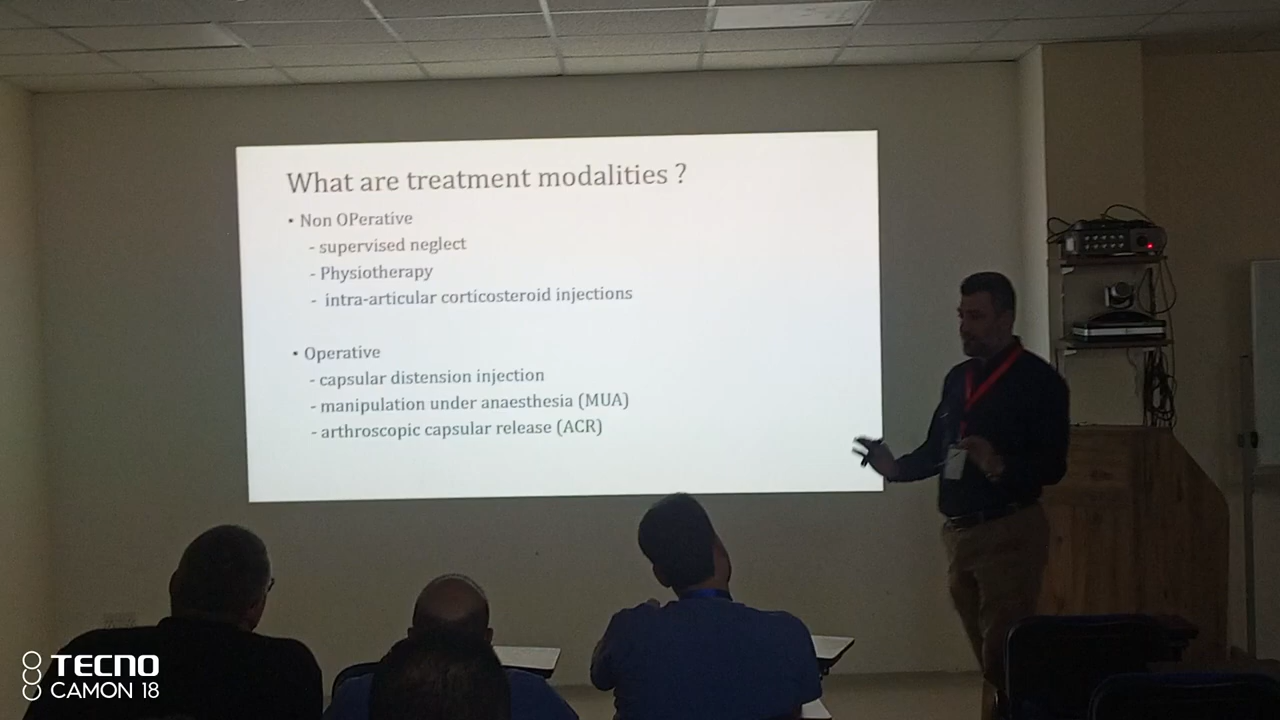 What are treatment modalities ?
• Non OPerative
- supervised neglect
- Physiotherapy
- intra-articular corticosteroid injections
• Operative
- capsular distension injection
- manipulation under anaesthesia (MUA)
- arthroscopic capsular release (ACR)
TECNO
CAMON 18